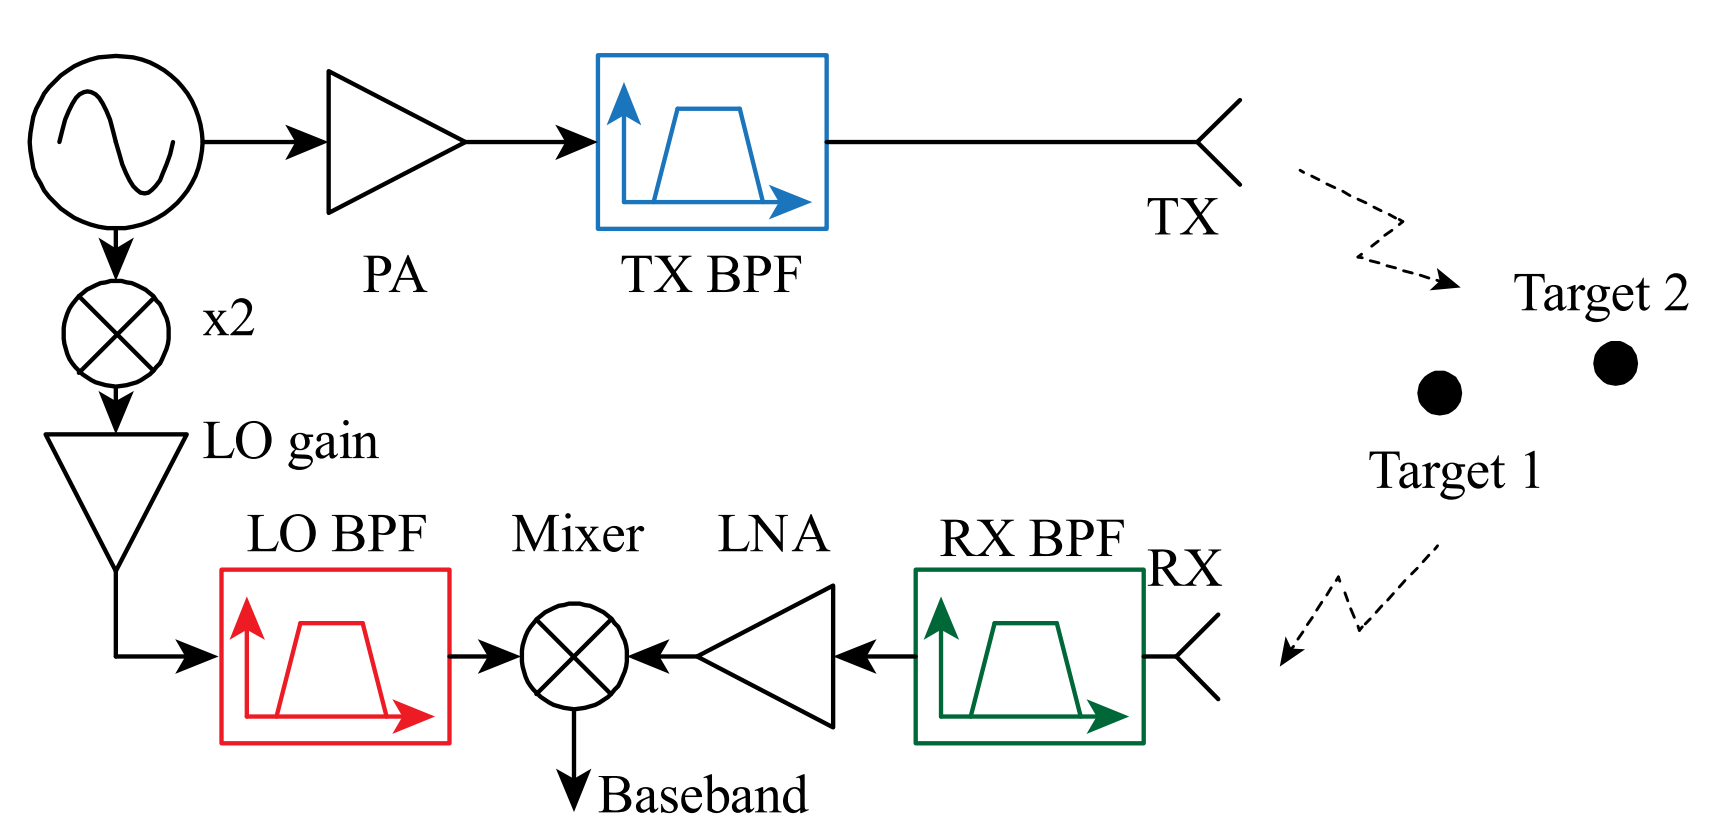 TX
PA
TX BPF
Target 2
x2
LO gain
Target 1
LO BPF
Mixer
LNA
RX BPF
RX
Baseband